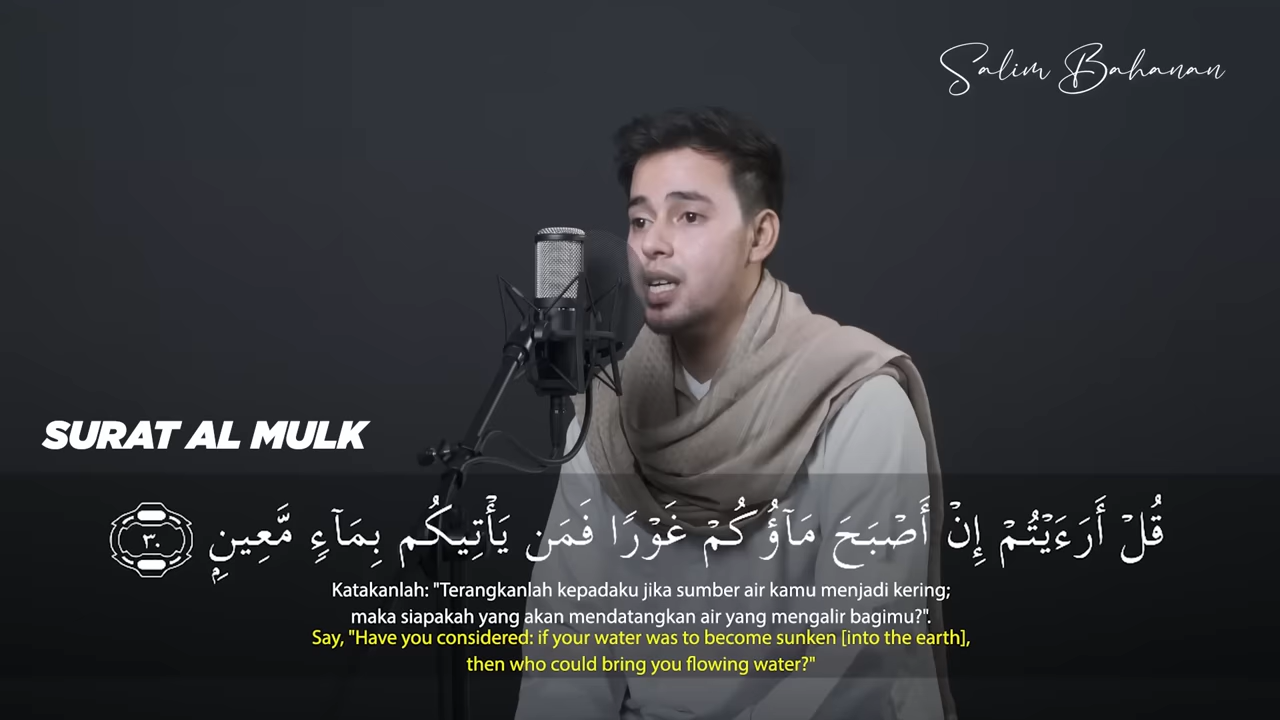 Salim Bahanan
SURAT AL MULK
قُلْ أَرَءَيْتُمْ إِنْ أَصْبَحَ مَآؤُكُمْ غَوْرًا فَمَن يَأْتِيكُم بِمَآءٍ مَّعِينٍۭ ٣٠
Katakanlah: "Terangkanlah kepadaku jika sumber air kamu menjadi kering;
maka siapakah yang akan mendatangkan air yang mengalir bagimu?".
Say, "Have you considered: if your water was to become sunken [into the earth],
then who could bring you flowing water?"